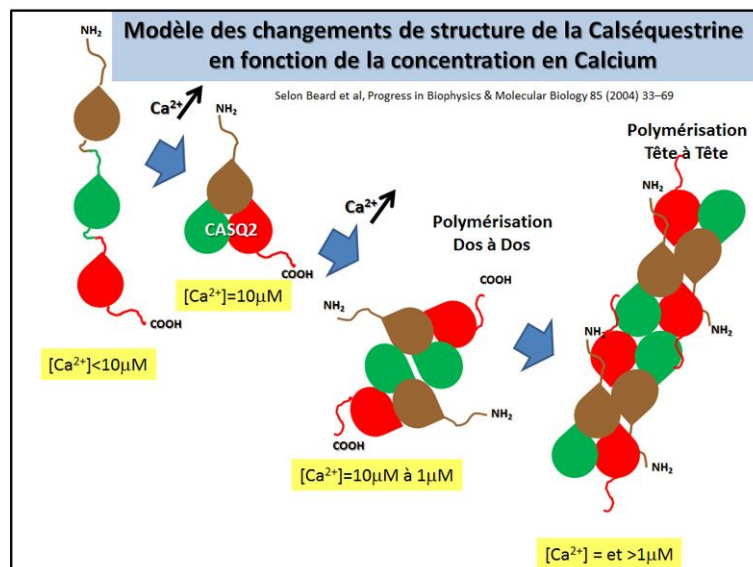 Modèle des changements de structure de la Calséquestrine
en fonction de la concentration en Calcium
Selon Beard et al, Progress in Biophysics & Molecular Biology 85 (2004) 33–69
NH2
Ca2+
NH2
CASQ2
COOH
COOH
[Ca2+]<10μM
[Ca2+]=10μM
Ca2+
Polymérisation
Dos à Dos
NH2
COOH
COOH
NH2
[Ca2+]=10μM à 1μM
Polymérisation
Tête à Tête
NH2
NH2
NH2
NH2
[Ca2+] = et >1μM